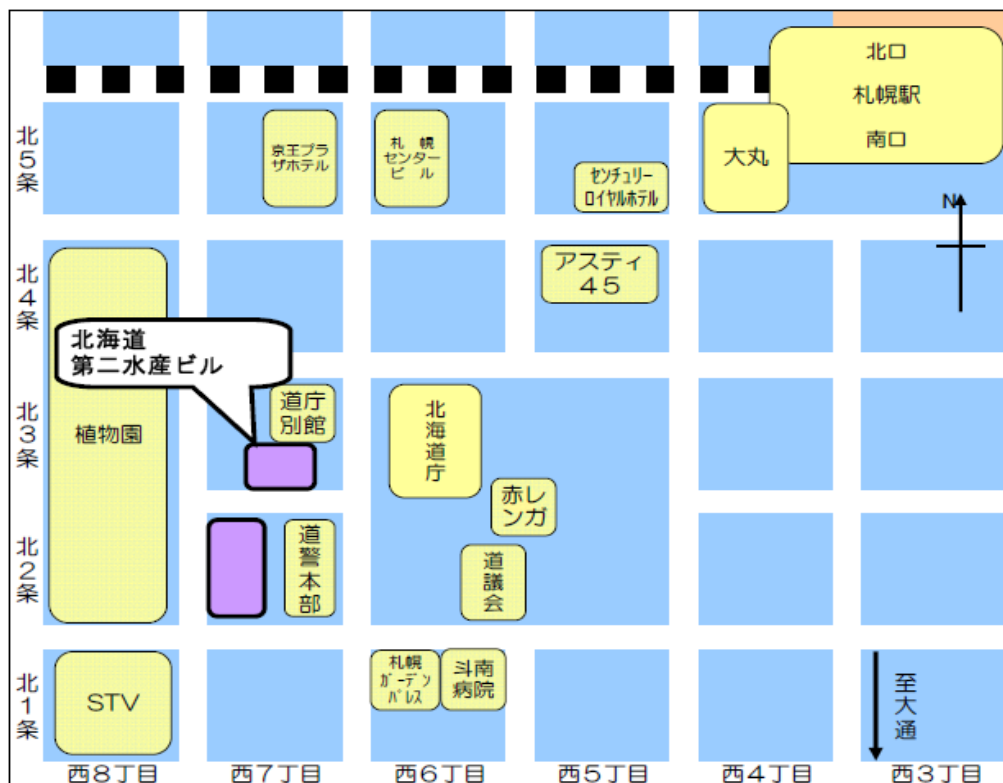 北口
札幌駅
南口
大丸
北5条
京王プラ
ザホテル
札幌
センター
ビル
センチュリー
ロイヤルホテル
N
北4条
アスティ
45
北海道
第二水産ビル
北3条
植物園
道庁
別館
北海道庁
赤レ
ンガ
北2条
道警本部
道議会
北1条
STV
札幌
ガーデン
パレス
斗南
病院
至大通
西8丁目
西7丁目
西6丁目
西5丁目
西4丁目
西3丁目